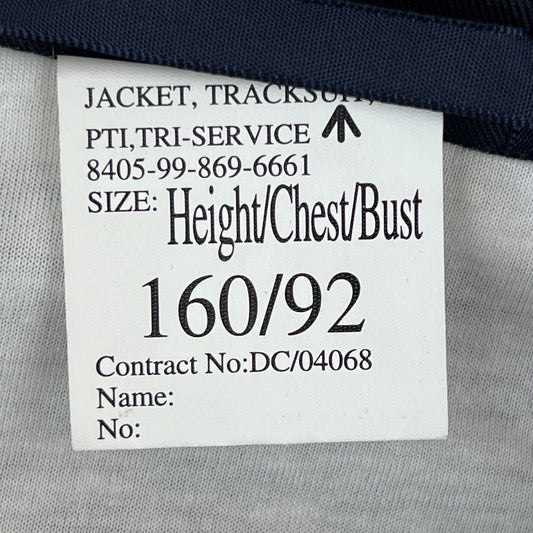 JACKET, TRACKSUIT,
PTI,TRI-SERVICE
8405-99-869-6661
SIZE: Height/Chest/Bust
160/92
Contract No:DC/04068
Name:
No: